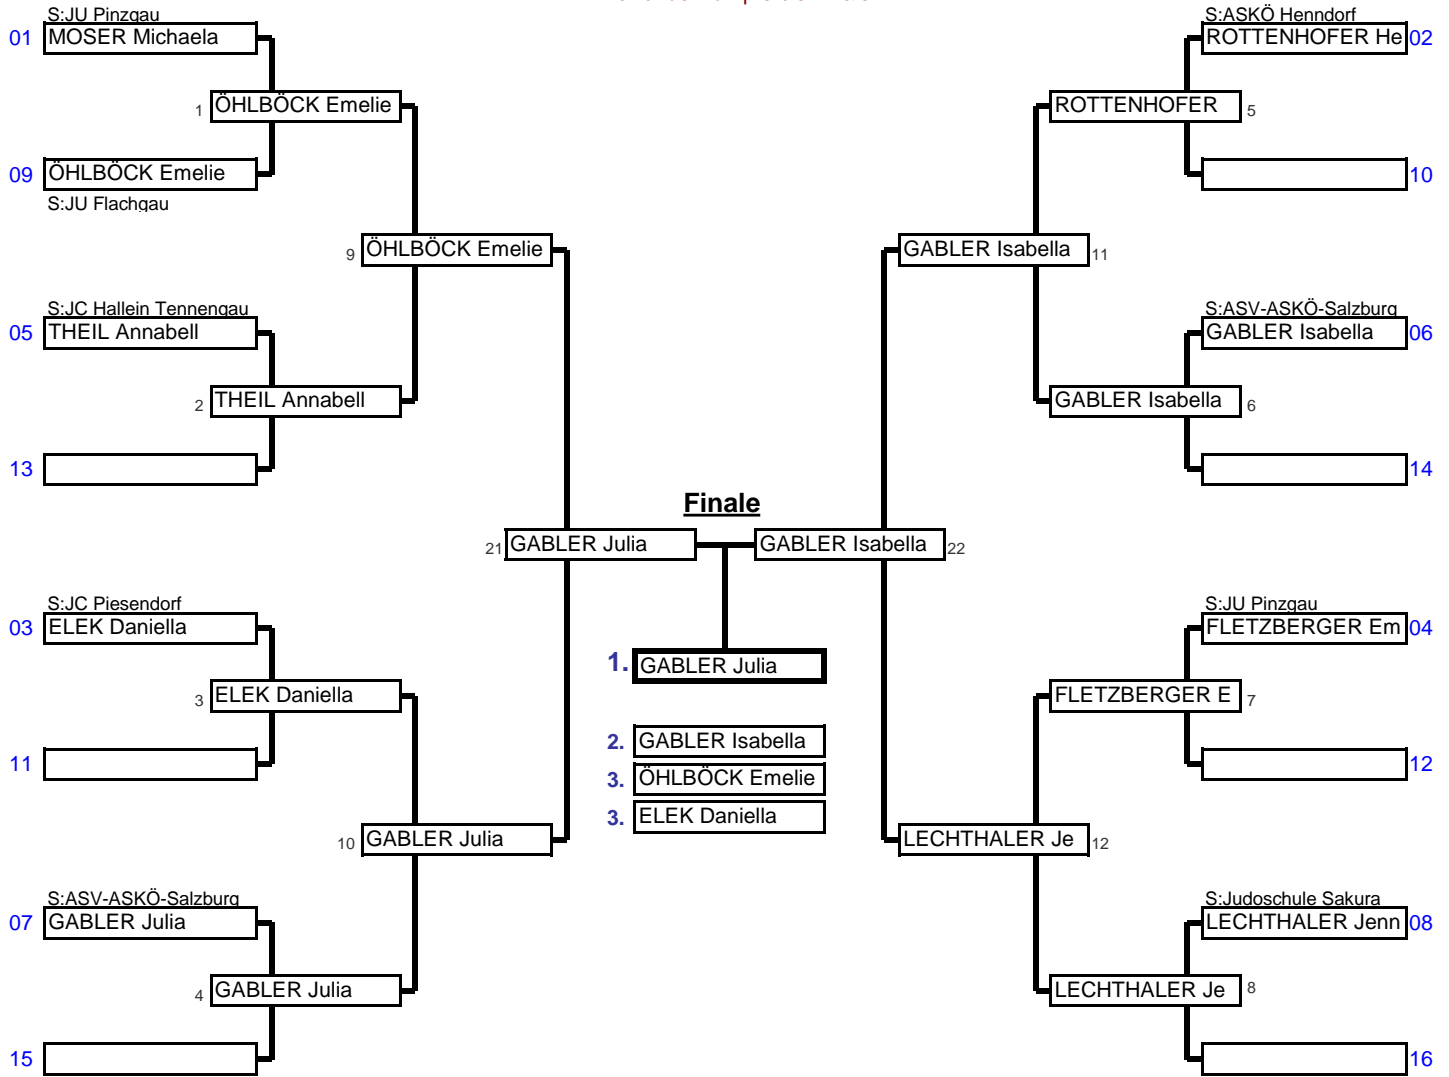 S:JU Pinzgau
01 MOSER Michaela
1 ÖHLBÖCK Emelie
09 ÖHLBÖCK Emelie
S:JU Flachgau
9 ÖHLBÖCK Emelie
S:JC Hallein Tennengau
05 THEIL Annabell
2 THEIL Annabell
13
21 GABLER Julia
S:JC Piesendorf
03 ELEK Daniella
3 ELEK Daniella
11
10 GABLER Julia
S:ASV-ASKÖ-Salzburg
07 GABLER Julia
4 GABLER Julia
15
Finale
1. GABLER Julia
2. GABLER Isabella
3. ÖHLBÖCK Emelie
3. ELEK Daniella
S:ASKÖ Henndorf
ROTTENHOFER He 02
ROTTENHOFER 5
10
GABLER Isabella 11
S:ASV-ASKÖ-Salzburg
GABLER Isabella 06
GABLER Isabella 6
14
GABLER Isabella 22
S:JU Pinzgau
FLETZBERGER Em 04
FLETZBERGER E 7
12
LECHTHALER Je 12
S:Judoschule Sakura
LECHTHALER Jenn 08
LECHTHALER Je 8
16